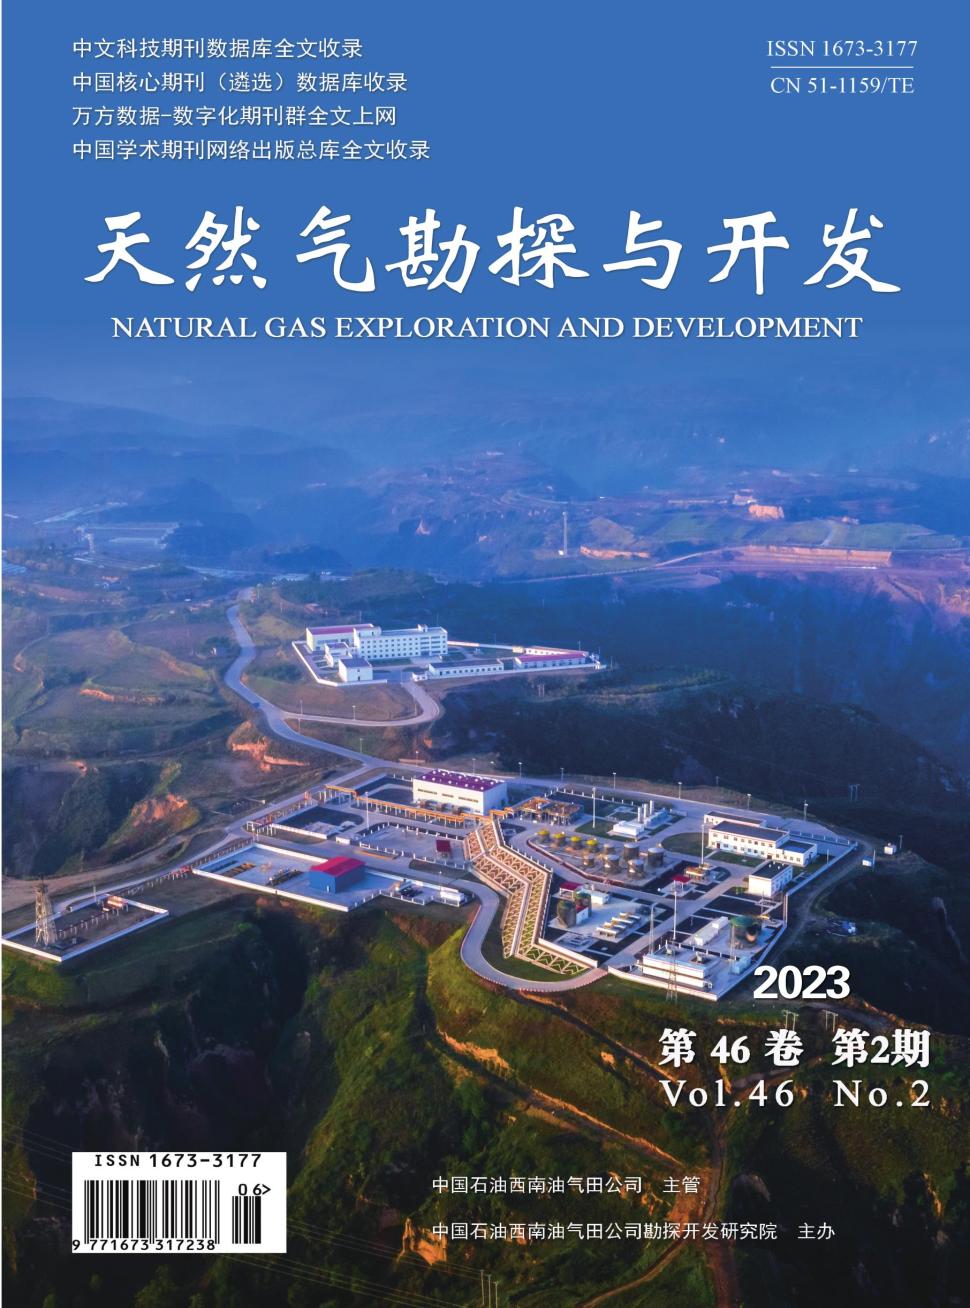 中文科技期刊数据库全文收录
中国核心期刊（遴选）数据库收录
万方数据-数字化期刊群全文上网
中国学术期刊网络出版总库全文收录
ISSN 1673-3177
CN 51-1159/TE
天然气勘探与开发
NATURAL GAS EXPLORATION AND DEVELOPMENT
2023
第 46 卷 第2期
Vol.46 No.2
ISSN 1673-3177
06>
9 771673 317238
中国石油西南油气田公司 主管
中国石油西南油气田公司勘探开发研究院 主办